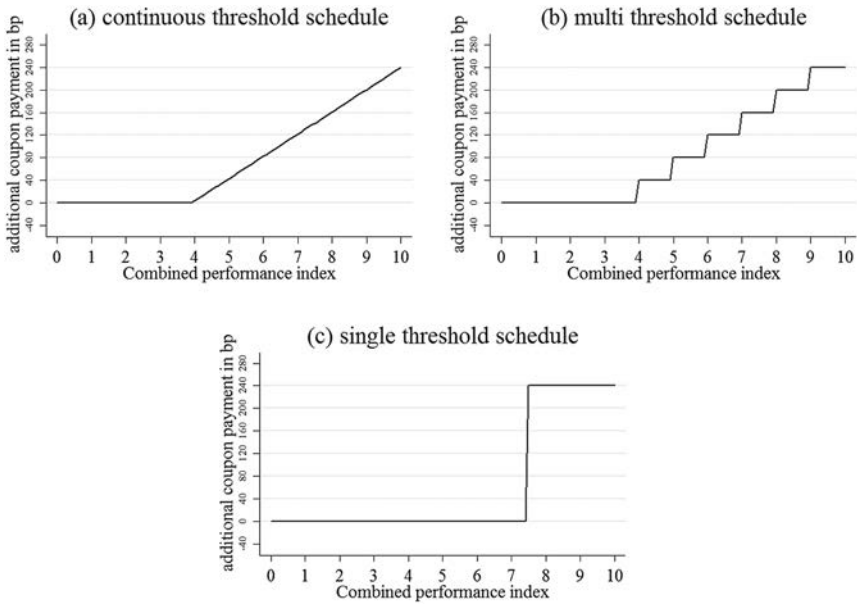 (a) continuous threshold schedule
additional coupon payment in bp
280
240
200
160
120
80
40
0
-40
0 1 2 3 4 5 6 7 8 9 10
Combined performance index
(b) multi threshold schedule
additional coupon payment in bp
280
240
200
160
120
80
40
0
-40
0 1 2 3 4 5 6 7 8 9 10
Combined performance index
(c) single threshold schedule
additional coupon payment in bp
280
240
200
160
120
80
40
0
-40
0 1 2 3 4 5 6 7 8 9 10
Combined performance index